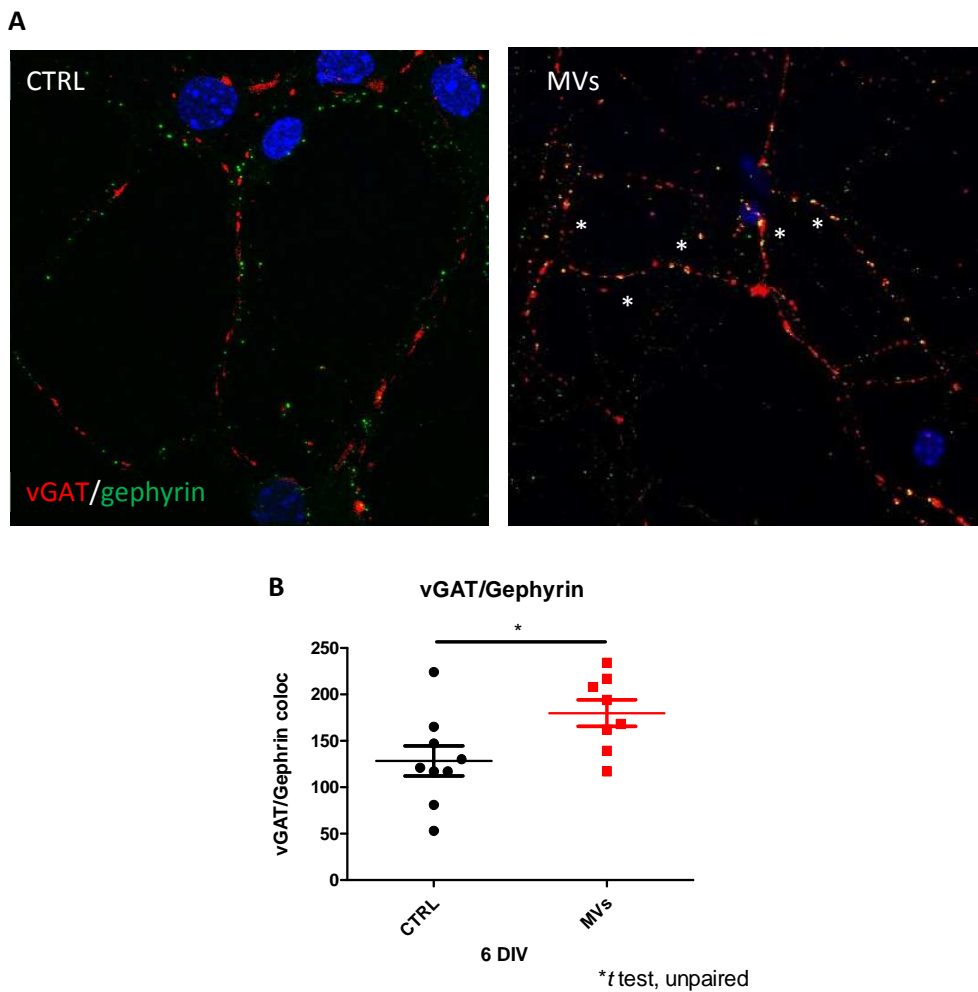 A
CTRL
MVs
* * * *
*
vGAT/gephyrin
B
vGAT/Gephyrin
*
vGAT/Gephrin coloc
250
200
150
100
50
0
CTRL
MVs
6 DIV
*t test, unpaired